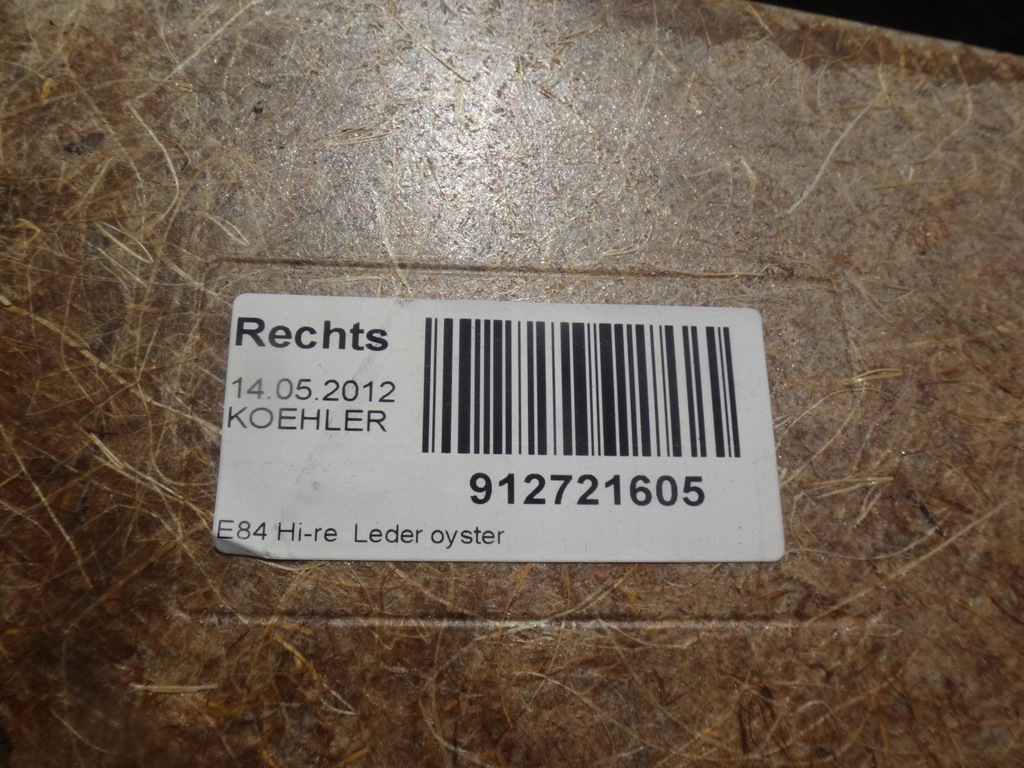 Rechts
14.05.2012
KOEHLER
912721605
E84 Hi-re Leder oyster